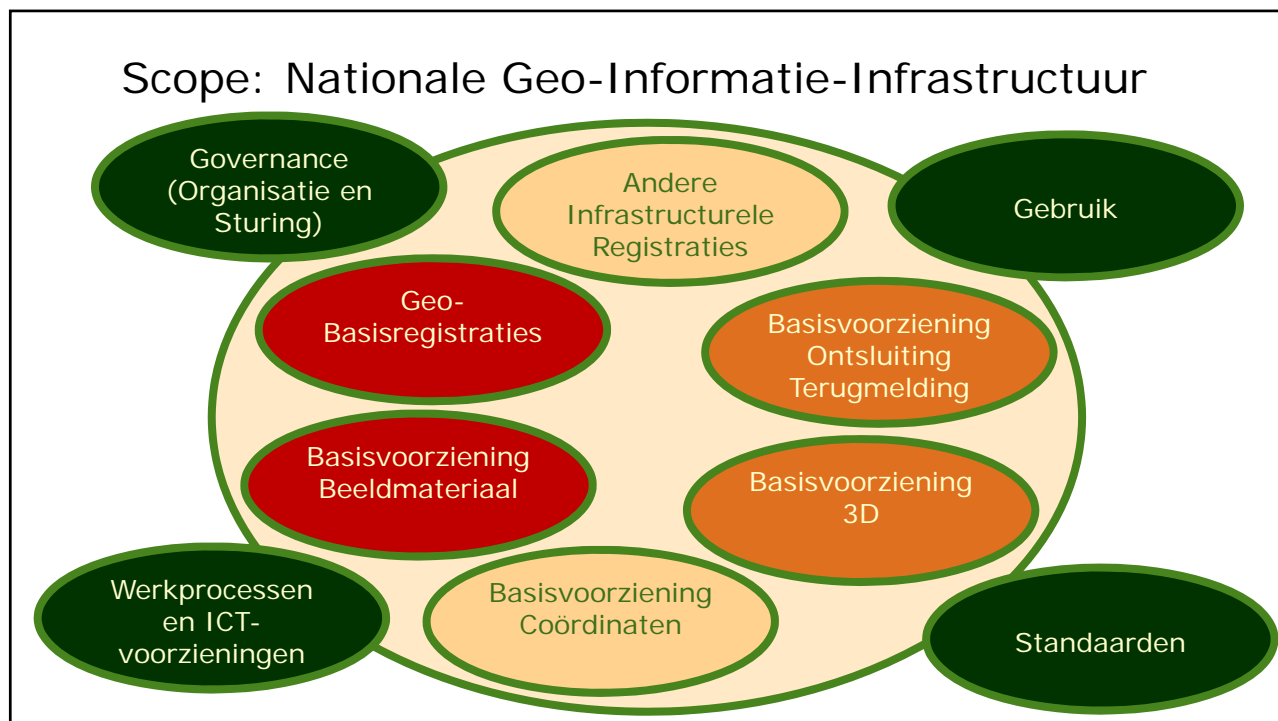 Scope: Nationale Geo-Informatie-Infrastructuur
Governance
(Organisatie en
Sturing)
Andere
Infrastructurele
Registraties
Gebruik
Geo-
Basisregistraties
Basisvoorziening
Ontsluiting
Terugmelding
Basisvoorziening
Beeldmateriaal
Basisvoorziening
3D
Werkprocessen
en ICT-
voorzieningen
Basisvoorziening
Coördinaten
Standaarden